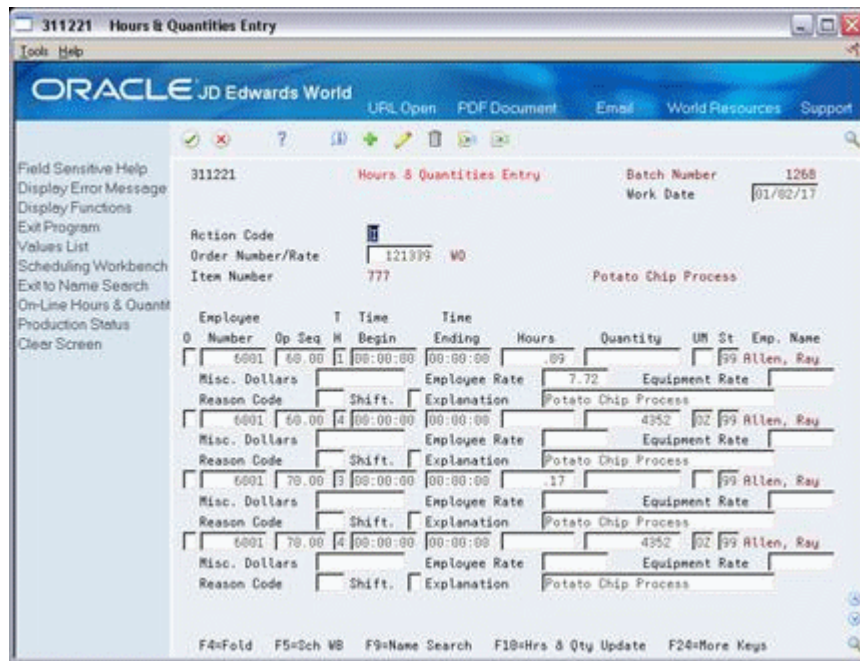 311221 Hours & Quantities Entry
Tools Help
ORACLE JD Edwards World
URL Open PDF Document Email World Resources Support
Field Sensitive Help
Display Error Message
Display Functions
Exit Program
Values List
Scheduling Workbench
Exit to Name Search
On-Line Hours & Quantit
Production Status
Clear Screen
311221 Hours & Quantities Entry Batch Number 1268
Work Date 01/02/17
Action Code I
Order Number/Rate 121339 WO
Item Number 777 Potato Chip Process
Employee T Time Time
O Number Op Seq H Begin Ending Hours Quantity UM St Emp. Name
6001 60.00 1 00:00:00 00:00:00 .09 99 Allen, Ray
Misc. Dollars Employee Rate 7.72 Equipment Rate
Reason Code Shift. Explanation Potato Chip Process
6001 60.00 4 00:00:00 00:00:00 4352 OZ 99 Allen, Ray
Misc. Dollars Employee Rate Equipment Rate
Reason Code Shift. Explanation Potato Chip Process
6001 70.00 3 00:00:00 00:00:00 .17 99 Allen, Ray
Misc. Dollars Employee Rate Equipment Rate
Reason Code Shift. Explanation Potato Chip Process
6001 70.00 4 00:00:00 00:00:00 4352 OZ 99 Allen, Ray
Misc. Dollars Employee Rate Equipment Rate
Reason Code Shift. Explanation Potato Chip Process
F4=Fold F5=Sch WB F9=Name Search F10=Hrs & Qty Update F24=More Keys